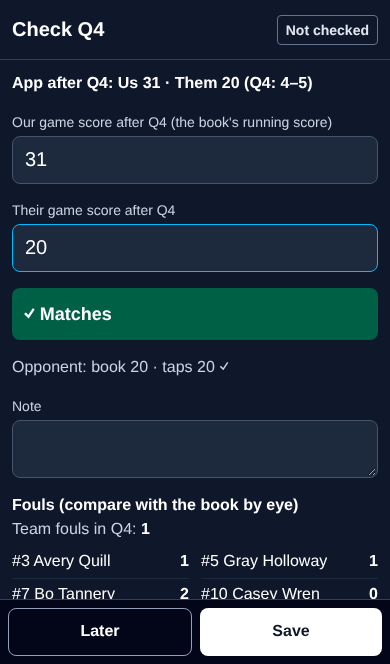 Check Q4
Not checked
App after Q4: Us 31 · Them 20 (Q4: 4–5)
Our game score after Q4 (the book's running score)
31
Their game score after Q4
20
✓ Matches
Opponent: book 20 · taps 20 ✓
Note
Fouls (compare with the book by eye)
Team fouls in Q4: 1
#3 Avery Quill 1 #5 Gray Holloway 1
#7 Bo Tannery 2 #10 Casey Wren 0
Later Save